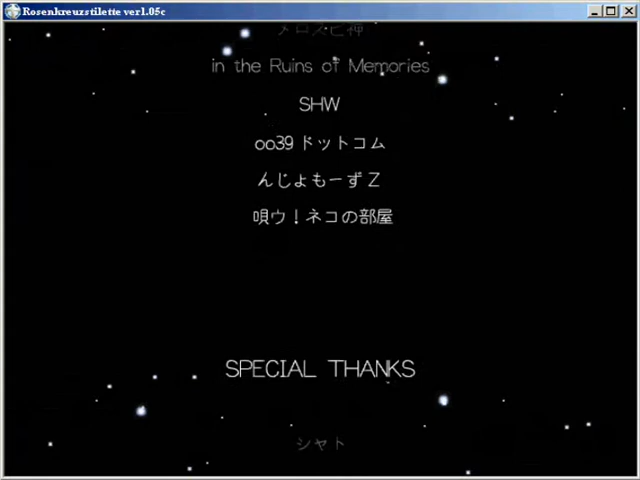 Rosenkreuzstilette ver1.05c
in the Ruins of Memories
SHW
oo39ドットコム
んじょもーずZ
唄ウ！ネコの部屋
SPECIAL THANKS
シャト